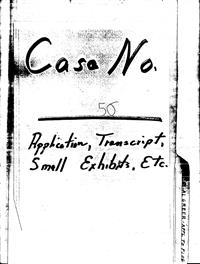 Case No.
56
Application, Transcript,
Small Exhibits, Etc.